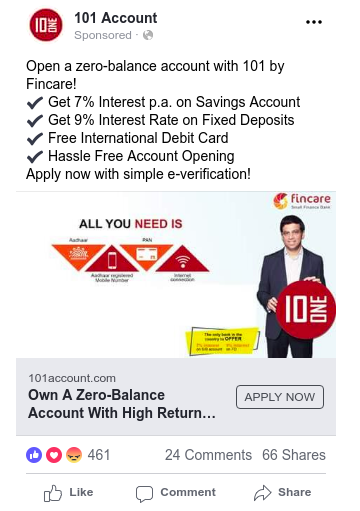 101 Account
Sponsored ·
Open a zero-balance account with 101 by
Fincare!
✔ Get 7% Interest p.a. on Savings Account
✔ Get 9% Interest Rate on Fixed Deposits
✔ Free International Debit Card
✔ Hassle Free Account Opening
Apply now with simple e-verification!
fincare
Small Finance Bank
ALL YOU NEED IS
Aadhaar
PAN
Aadhaar registered
Mobile Number
Internet
connection
101
ONE
The only bank in the
country to OFFER
101account.com
Own A Zero-Balance
Account With High Return...
APPLY NOW
461
24 Comments 66 Shares
Like
Comment
Share